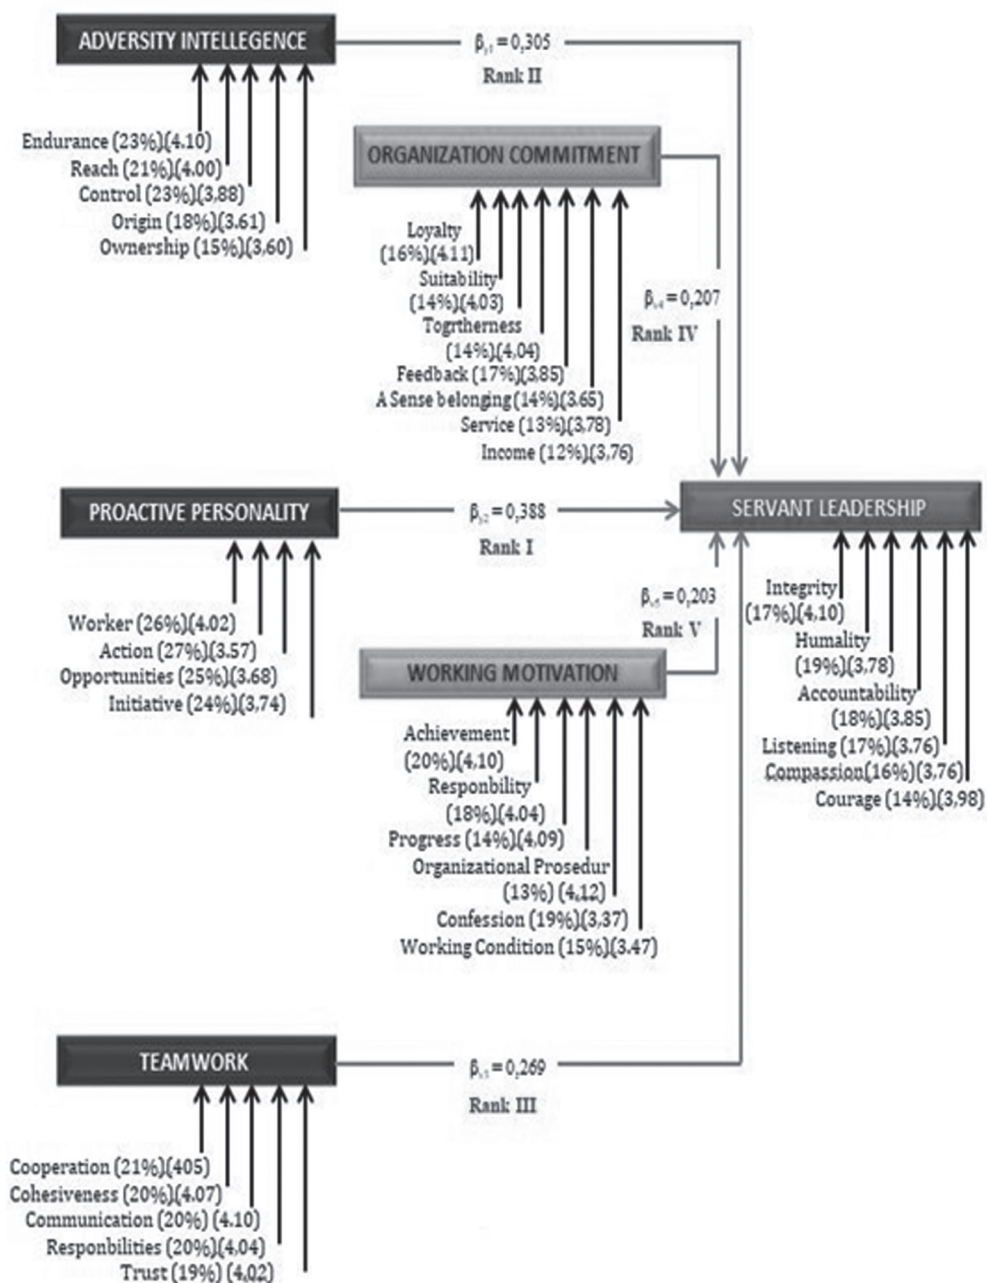 ADVERSITY INTELLEGENCE
βy1 = 0,305
Rank II
Endurance (23%)(4.10)
Reach (21%)(4.00)
Control (23%)(3,88)
Origin (18%)(3.61)
Ownership (15%)(3,60)
ORGANIZATION COMMITMENT
Loyalty
(16%)(4.11)
Suitability
(14%)(4,03)
Togrtherness
(14%)(4,04)
Feedback (17%)(3,85)
A Sense belonging (14%)(3.65)
Service (13%)(3,78)
Income (12%)(3,76)
βy4 = 0,207
Rank IV
PROACTIVE PERSONALITY
βy2 = 0,388
Rank I
Worker (26%)(4.02)
Action (27%)(3.57)
Opportunities (25%)(3.68)
Initiative (24%)(3,74)
SERVANT LEADERSHIP
Integrity
(17%)(4,10)
Humality
(19%)(3,78)
Accountability
(18%)(3.85)
Listening (17%)(3.76)
Compassion(16%)(3,76)
Courage (14%)(3,98)
βy5 = 0,203
Rank V
WORKING MOTIVATION
Achievement
(20%)(4,10)
Responbility
(18%)(4.04)
Progress (14%)(4,09)
Organizational Prosedur
(13%) (4.12)
Confession (19%)(3,37)
Working Condition (15%)(3.47)
TEAMWORK
βy3 = 0,269
Rank III
Cooperation (21%)(405)
Cohesiveness (20%)(4.07)
Communication (20%) (4.10)
Responbilities (20%)(4,04)
Trust (19%) (4,02)